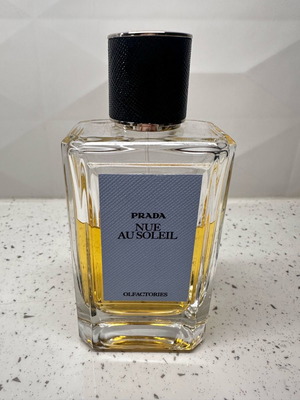 PRADA
NUE
AU SOLEIL
OLFACTORIES